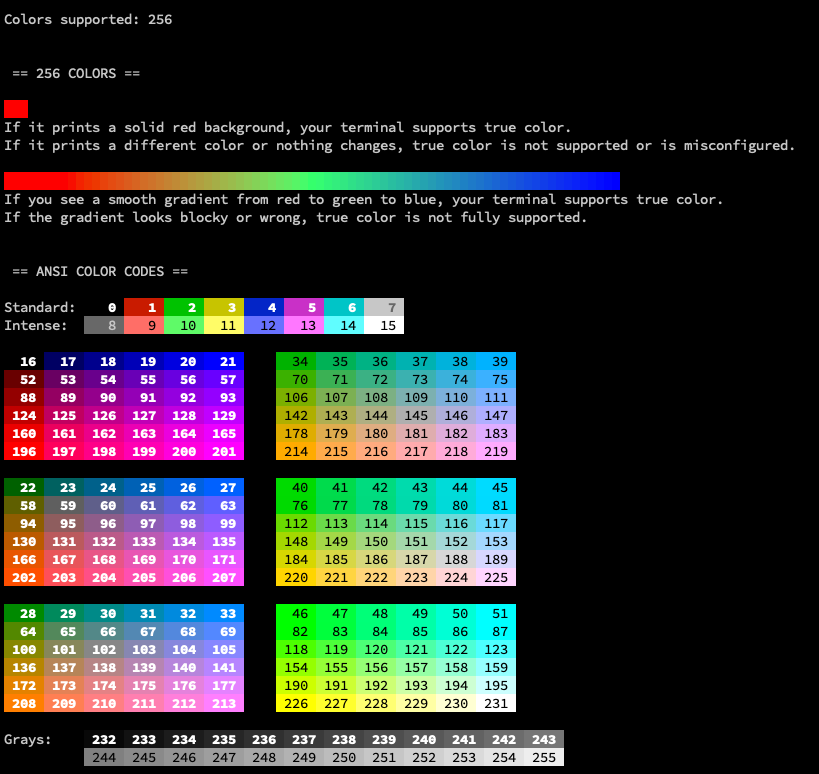 Colors supported: 256
== 256 COLORS ==
If it prints a solid red background, your terminal supports true color.
If it prints a different color or nothing changes, true color is not supported or is misconfigured.
If you see a smooth gradient from red to green to blue, your terminal supports true color.
If the gradient looks blocky or wrong, true color is not fully supported.
== ANSI COLOR CODES ==
Standard: 0 1 2 3 4 5 6 7
Intense: 8 9 10 11 12 13 14 15
16 17 18 19 20 21 34 35 36 37 38 39
52 53 54 55 56 57 70 71 72 73 74 75
88 89 90 91 92 93 106 107 108 109 110 111
124 125 126 127 128 129 142 143 144 145 146 147
160 161 162 163 164 165 178 179 180 181 182 183
196 197 198 199 200 201 214 215 216 217 218 219
22 23 24 25 26 27 40 41 42 43 44 45
58 59 60 61 62 63 76 77 78 79 80 81
94 95 96 97 98 99 112 113 114 115 116 117
130 131 132 133 134 135 148 149 150 151 152 153
166 167 168 169 170 171 184 185 186 187 188 189
202 203 204 205 206 207 220 221 222 223 224 225
28 29 30 31 32 33 46 47 48 49 50 51
64 65 66 67 68 69 82 83 84 85 86 87
100 101 102 103 104 105 118 119 120 121 122 123
136 137 138 139 140 141 154 155 156 157 158 159
172 173 174 175 176 177 190 191 192 193 194 195
208 209 210 211 212 213 226 227 228 229 230 231
Grays: 232 233 234 235 236 237 238 239 240 241 242 243
244 245 246 247 248 249 250 251 252 253 254 255